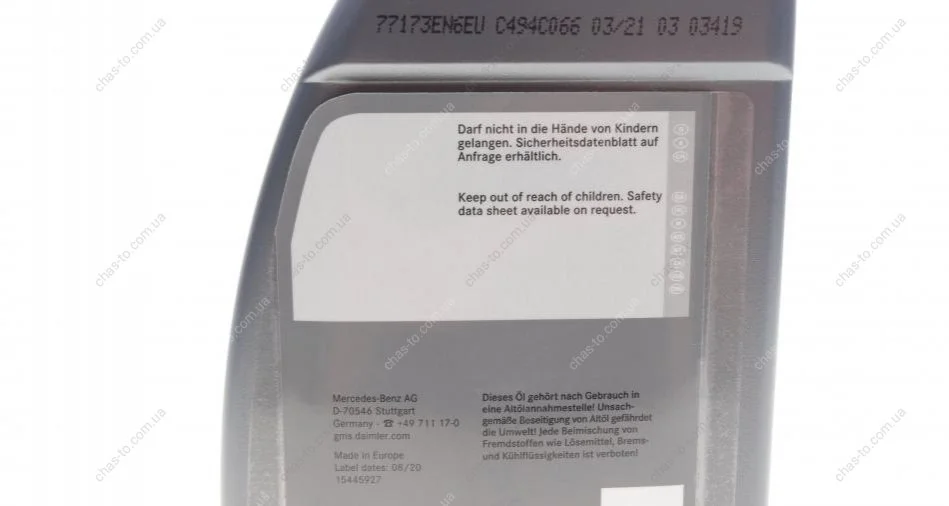 77173EN6EU C494C066 03/21 03 03419
Darf nicht in die Hände von Kindern
gelangen. Sicherheitsdatenblatt auf
Anfrage erhältlich.
Keep out of reach of children. Safety
data sheet available on request.
Mercedes-Benz AG
D-70546 Stuttgart
Germany - ☎ +49 711 17-0
gms.daimler.com
Made in Europe
Label dates: 08/20
15445927
Dieses Öl gehört nach Gebrauch in
eine Altölannahmestelle! Unsach-
gemäße Beseitigung von Altöl gefährdet
die Umwelt! Jede Beimischung von
Fremdstoffen wie Lösemittel, Brems-
und Kühlflüssigkeiten ist verboten!
chas-to.com.ua